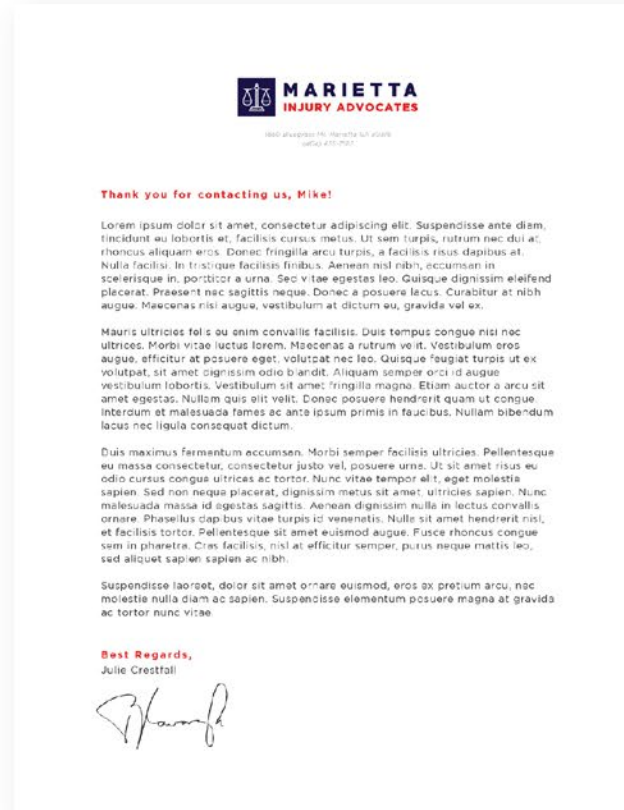 MARIETTA
INJURY ADVOCATES
Thank you for contacting us, Mike!
Lorem ipsum dolor sit amet, consectetur adipiscing elit. Suspendisse ante diam,
tincidunt eu lobortis et, facilisis cursus metus. Ut sem turpis, rutrum nec dui at,
rhoncus aliquam eros. Donec fringilla arcu turpis, a facilisis risus dapibus at.
Nulla facilisi. In tristique facilisis finibus. Aenean nisl nibh, accumsan in
scelerisque in, porttitor a urna. Sed vitae egestas leo. Quisque dignissim eleifend
placerat. Praesent nec sagittis neque. Donec a posuere lacus. Curabitur at nibh
augue. Maecenas nisi augue, vestibulum at dictum eu, gravida vel ex.
Mauris ultricies felis eu enim convallis facilisis. Duis tempus congue nisi nec
ultrices. Morbi vitae luctus lorem. Maecenas a rutrum velit. Vestibulum eros
augue, efficitur at posuere eget, volutpat nec leo. Quisque feugiat turpis ut ex
volutpat, sit amet dignissim odio blandit. Aliquam semper orci id augue
vestibulum lobortis. Vestibulum sit amet fringilla magna. Etiam auctor a arcu sit
amet egestas. Nullam quis elit velit. Donec posuere hendrerit quam ut congue.
Interdum et malesuada fames ac ante ipsum primis in faucibus. Nullam bibendum
lacus nec ligula consequat dictum.
Duis maximus fermentum accumsan. Morbi semper facilisis ultricies. Pellentesque
eu massa consectetur, consectetur justo vel, posuere urna. Ut sit amet risus eu
odio cursus congue ultrices ac tortor. Nunc vitae tempor elit, eget molestie
sapien. Sed non neque placerat, dignissim metus sit amet, ultricies sapien. Nunc
malesuada massa id egestas sagittis. Aenean dignissim nulla in lectus convallis
ornare. Phasellus dapibus vitae turpis id venenatis. Nulla sit amet hendrerit nisl,
et facilisis tortor. Pellentesque sit amet euismod augue. Fusce rhoncus congue
sem in pharetra. Cras facilisis, nisl at efficitur semper, purus neque mattis leo,
sed aliquet sapien sapien ac nibh.
Suspendisse laoreet, dolor sit amet ornare euismod, eros ex pretium arcu, nec
molestie nulla diam ac sapien. Suspendisse elementum posuere magna at gravida
ac tortor nunc vitae
Best Regards,
Julie Crestfall